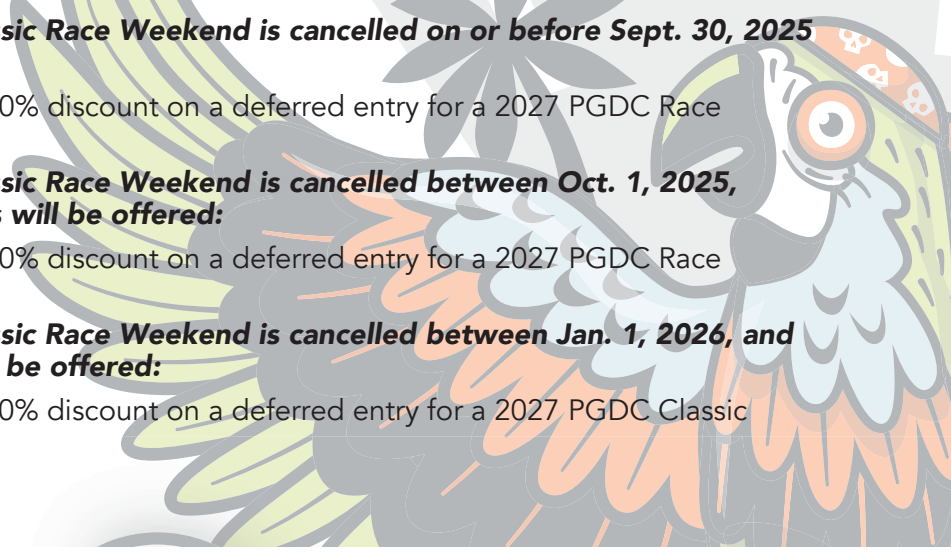 sic Race Weekend is cancelled on or before Sept. 30, 2025
0% discount on a deferred entry for a 2027 PGDC Race
sic Race Weekend is cancelled between Oct. 1, 2025,
s will be offered:
0% discount on a deferred entry for a 2027 PGDC Race
ssic Race Weekend is cancelled between Jan. 1, 2026, and
be offered:
0% discount on a deferred entry for a 2027 PGDC Classic